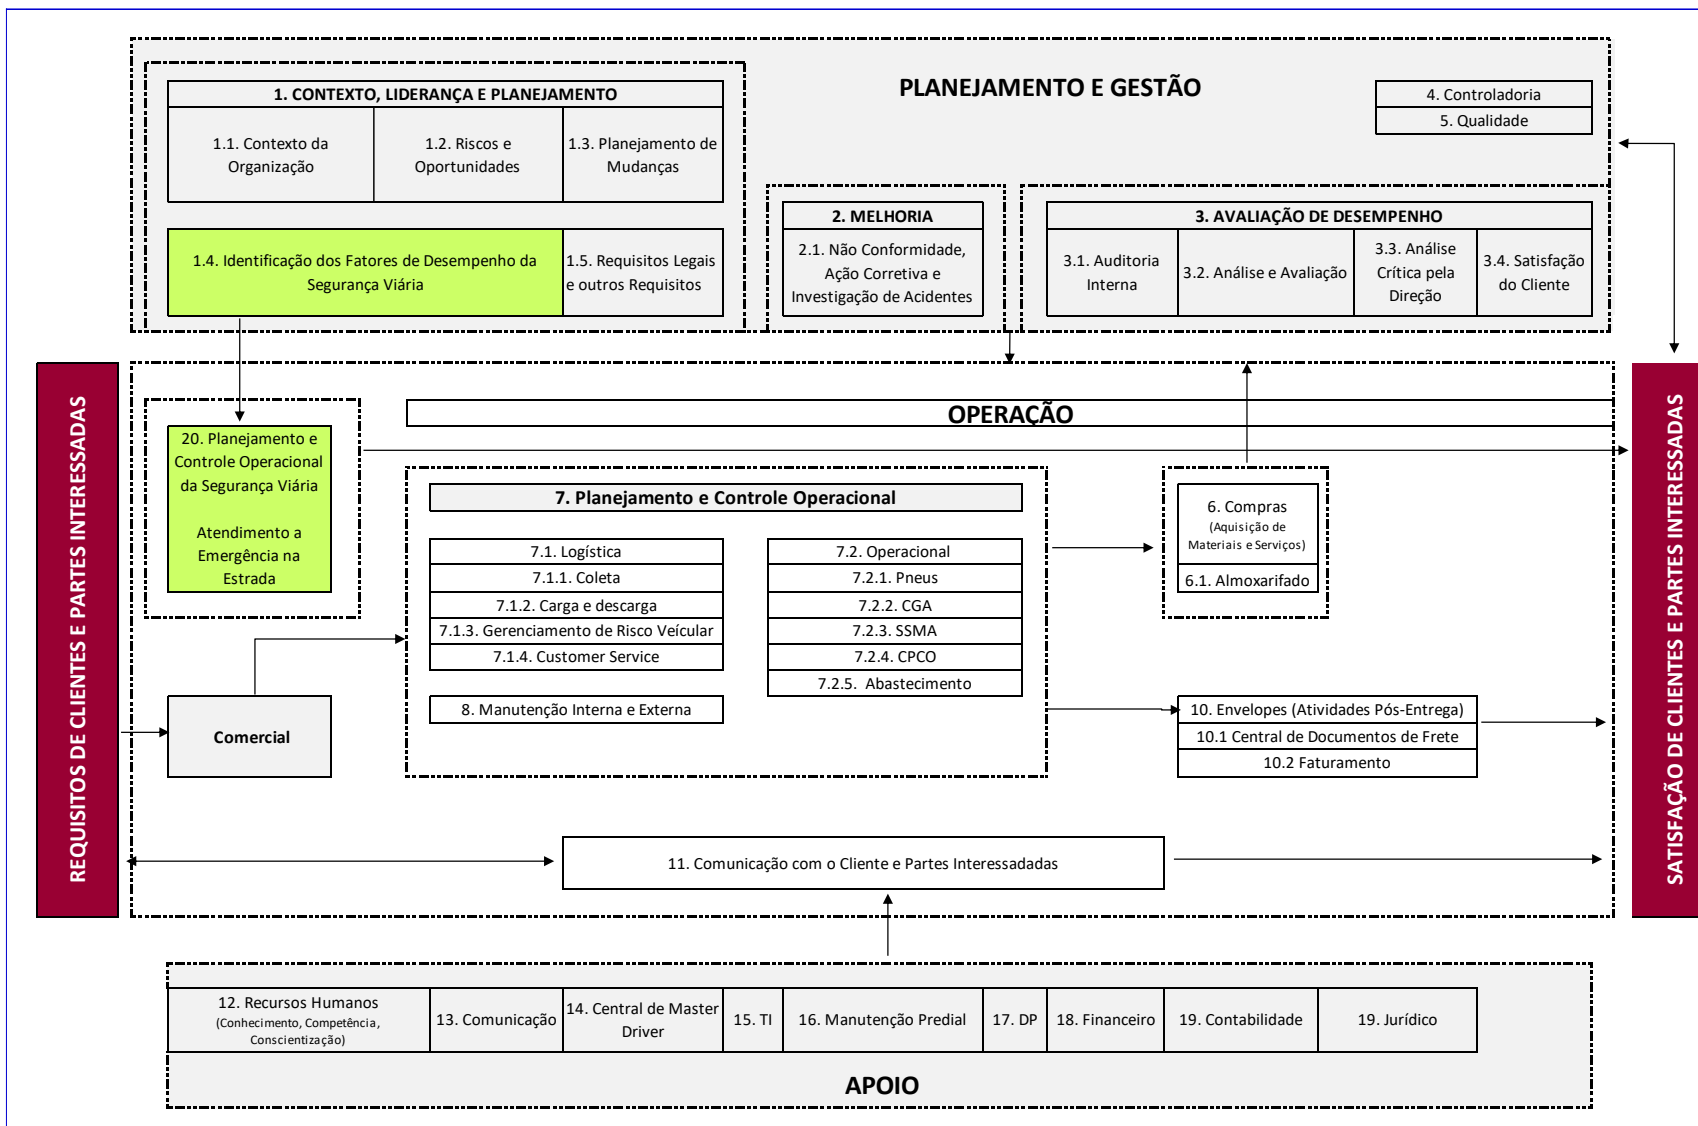 PLANEJAMENTO E GESTÃO
1. CONTEXTO, LIDERANÇA E PLANEJAMENTO
1.1. Contexto da
Organização
1.2. Riscos e
Oportunidades
1.3. Planejamento de
Mudanças
1.4. Identificação dos Fatores de Desempenho da
Segurança Viária
1.5. Requisitos Legais
e outros Requisitos
4. Controladoria
5. Qualidade
2. MELHORIA
2.1. Não Conformidade,
Ação Corretiva e
Investigação de Acidentes
3. AVALIAÇÃO DE DESEMPENHO
3.1. Auditoria
Interna
3.2. Análise e Avaliação
3.3. Análise
Crítica pela
Direção
3.4. Satisfação
do Cliente
REQUISITOS DE CLIENTES E PARTES INTERESSADAS
OPERAÇÃO
20. Planejamento e
Controle Operacional
da Segurança Viária
Atendimento a
Emergência na
Estrada
7. Planejamento e Controle Operacional
7.1. Logística
7.1.1. Coleta
7.1.2. Carga e descarga
7.1.3. Gerenciamento de Risco Veícular
7.1.4. Customer Service
8. Manutenção Interna e Externa
7.2. Operacional
7.2.1. Pneus
7.2.2. CGA
7.2.3. SSMA
7.2.4. CPCO
7.2.5. Abastecimento
6. Compras
(Aquisição de
Materiais e Serviços)
6.1. Almoxarifado
Comercial
10. Envelopes (Atividades Pós-Entrega)
10.1 Central de Documentos de Frete
10.2 Faturamento
11. Comunicação com o Cliente e Partes Interessadadas
SATISFAÇÃO DE CLIENTES E PARTES INTERESSADAS
12. Recursos Humanos
(Conhecimento, Competência,
Conscientização)
13. Comunicação
14. Central de Master
Driver
15. TI
16. Manutenção Predial
17. DP
18. Financeiro
19. Contabilidade
19. Jurídico
APOIO